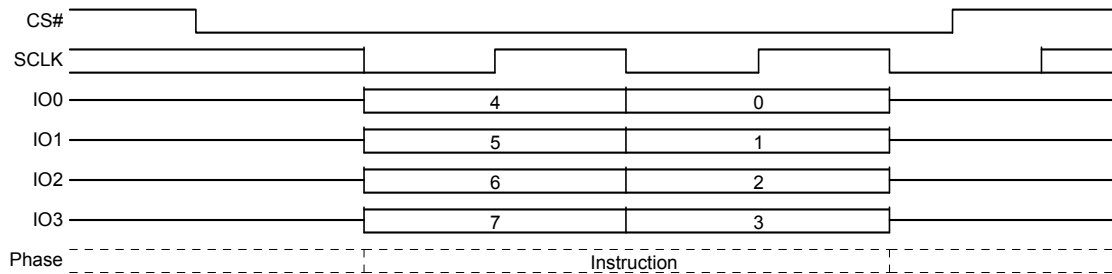 CS#
SCLK
IO0 4 0
IO1 5 1
IO2 6 2
IO3 7 3
Phase Instruction